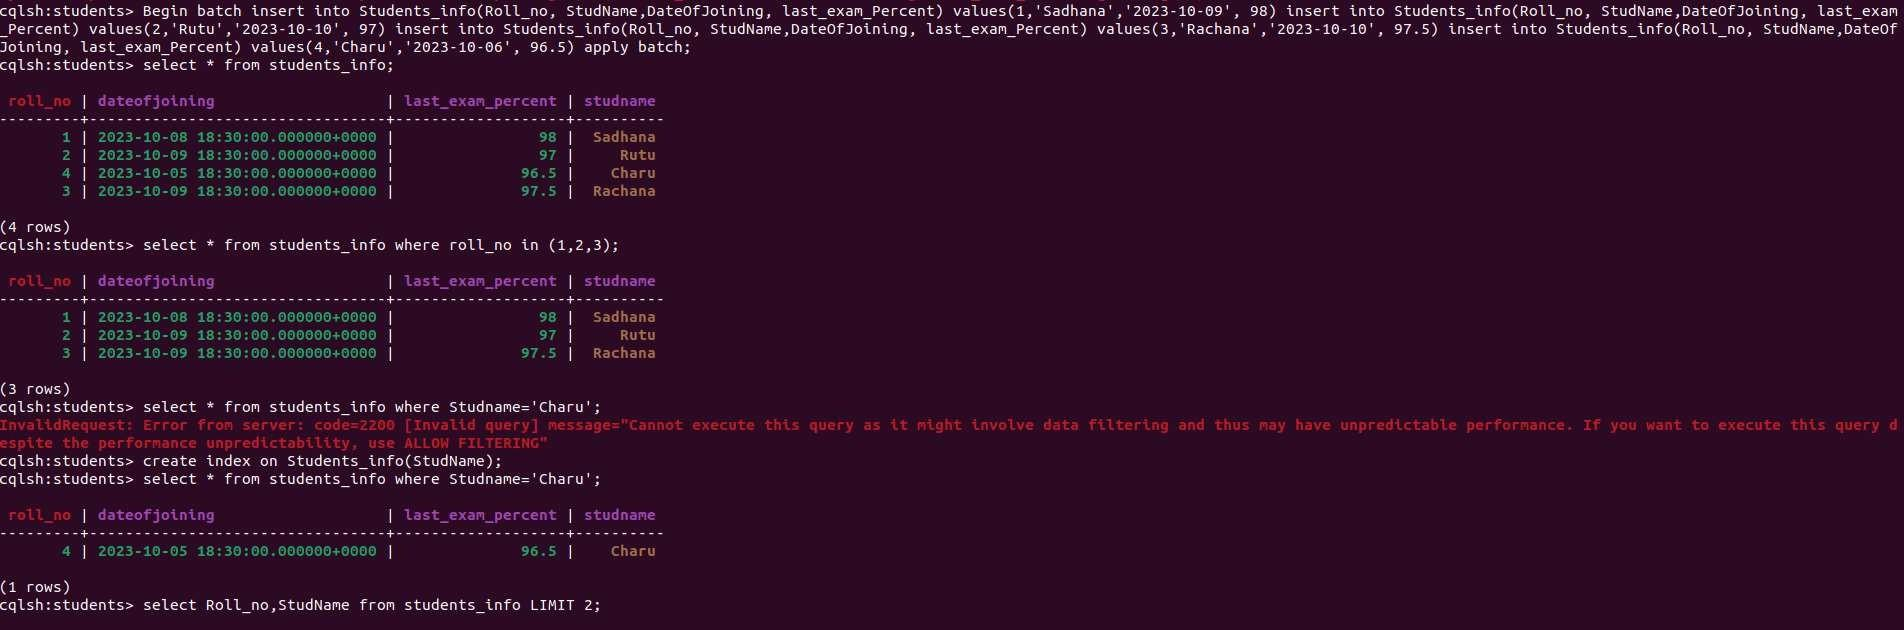 cqlsh:students> Begin batch insert into Students_info(Roll_no, StudName,DateOfJoining, last_exam_Percent) values(1,'Sadhana','2023-10-09', 98) insert into Students_info(Roll_no, StudName,DateOfJoining, last_exam
_Percent) values(2,'Rutu','2023-10-10', 97) insert into Students_info(Roll_no, StudName,DateOfJoining, last_exam_Percent) values(3,'Rachana','2023-10-10', 97.5) insert into Students_info(Roll_no, StudName,DateOf
Joining, last_exam_Percent) values(4,'Charu','2023-10-06', 96.5) apply batch;
cqlsh:students> select * from students_info;
roll_no | dateofjoining                   | last_exam_percent | studname
---------+---------------------------------+-------------------+----------
1 | 2023-10-08 18:30:00.000000+0000 |                98 |  Sadhana
2 | 2023-10-09 18:30:00.000000+0000 |                97 |     Rutu
4 | 2023-10-05 18:30:00.000000+0000 |              96.5 |    Charu
3 | 2023-10-09 18:30:00.000000+0000 |              97.5 |  Rachana
(4 rows)
cqlsh:students> select * from students_info where roll_no in (1,2,3);
roll_no | dateofjoining                   | last_exam_percent | studname
---------+---------------------------------+-------------------+----------
1 | 2023-10-08 18:30:00.000000+0000 |                98 |  Sadhana
2 | 2023-10-09 18:30:00.000000+0000 |                97 |     Rutu
3 | 2023-10-09 18:30:00.000000+0000 |              97.5 |  Rachana
(3 rows)
cqlsh:students> select * from students_info where Studname='Charu';
InvalidRequest: Error from server: code=2200 [Invalid query] message="Cannot execute this query as it might involve data filtering and thus may have unpredictable performance. If you want to execute this query d
espite the performance unpredictability, use ALLOW FILTERING"
cqlsh:students> create index on Students_info(StudName);
cqlsh:students> select * from students_info where Studname='Charu';
roll_no | dateofjoining                   | last_exam_percent | studname
---------+---------------------------------+-------------------+----------
4 | 2023-10-05 18:30:00.000000+0000 |              96.5 |    Charu
(1 rows)
cqlsh:students> select Roll_no,StudName from students_info LIMIT 2;